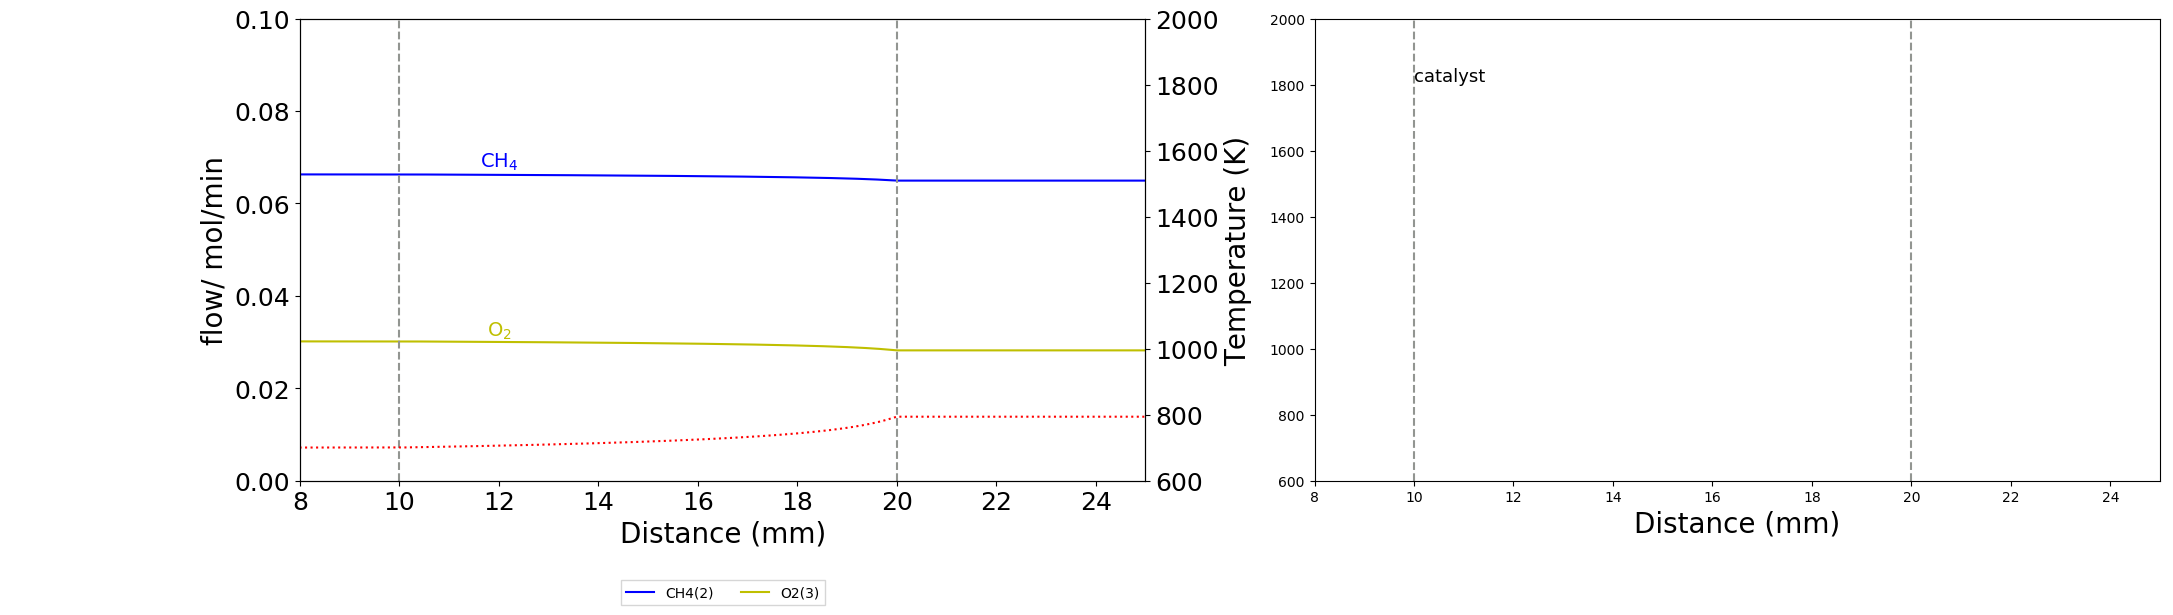 0.10
0.08
0.06
0.04
0.02
0.00
flow/ mol/min
CH4
O2
8 10 12 14 16 18 20 22 24
Distance (mm)
2000
1800
1600
1400
1200
1000
800
600
Temperature (K)
CH4(2) O2(3)
2000
1800
1600
1400
1200
1000
800
600
catalyst
8 10 12 14 16 18 20 22 24
Distance (mm)